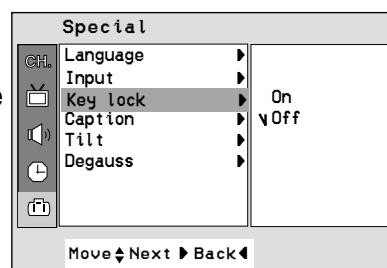 Special
CH.
Language
Input
Key lock
Caption
Tilt
Degauss
On
Off
Move Next Back